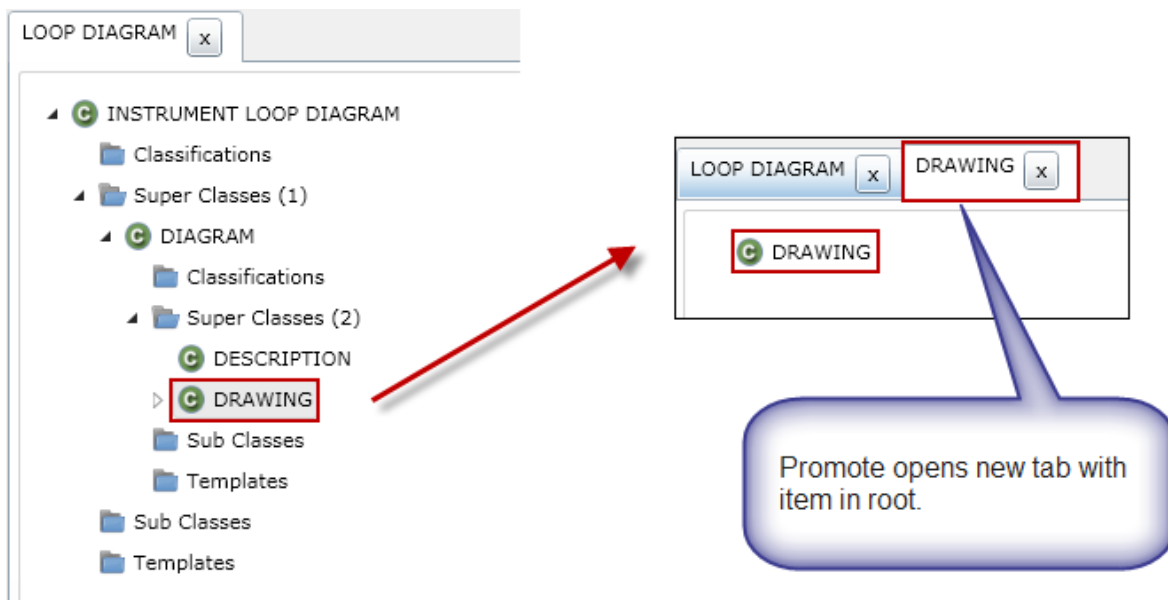 LOOP DIAGRAM x
C INSTRUMENT LOOP DIAGRAM
Classifications
Super Classes (1)
C DIAGRAM
Classifications
Super Classes (2)
C DESCRIPTION
C DRAWING
Sub Classes
Templates
Sub Classes
Templates
LOOP DIAGRAM x DRAWING x
C DRAWING
Promote opens new tab with
item in root.